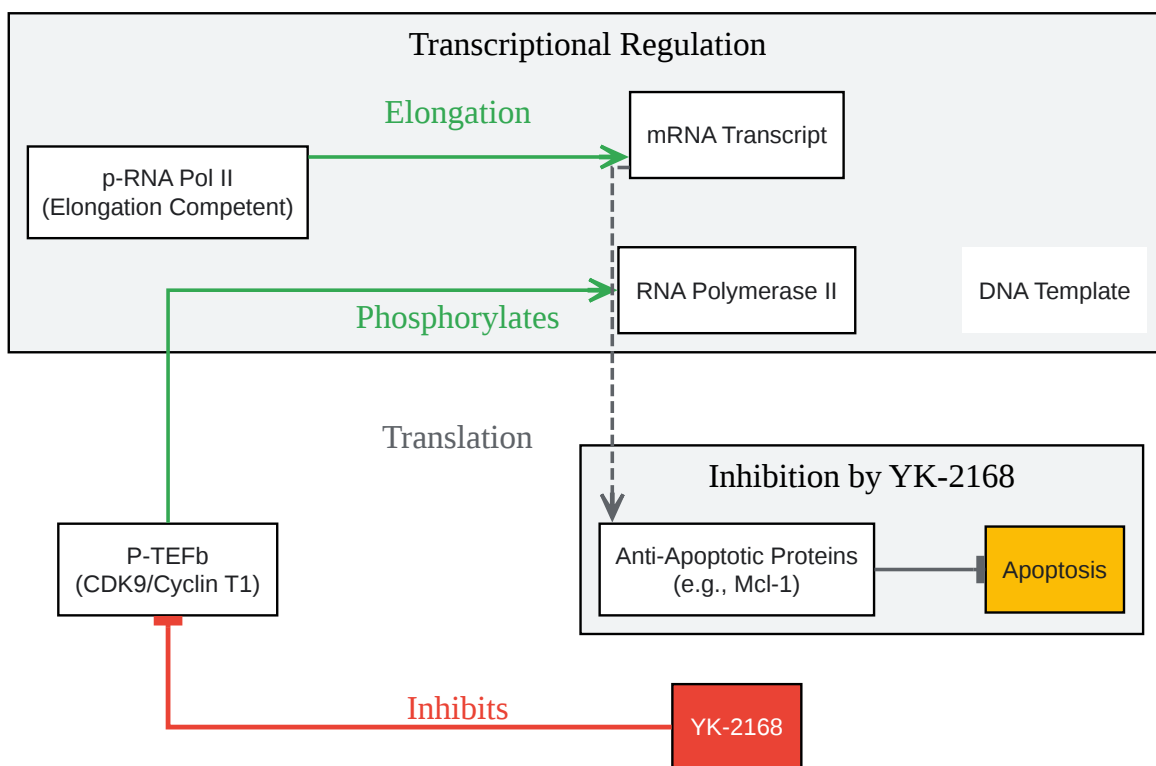 Transcriptional Regulation
Elongation
mRNA Transcript
p-RNA Pol II
(Elongation Competent)
RNA Polymerase II
DNA Template
Phosphorylates
Translation
Inhibition by YK-2168
P-TEFb
(CDK9/Cyclin T1)
Anti-Apoptotic Proteins
(e.g., Mcl-1)
Apoptosis
Inhibits
YK-2168